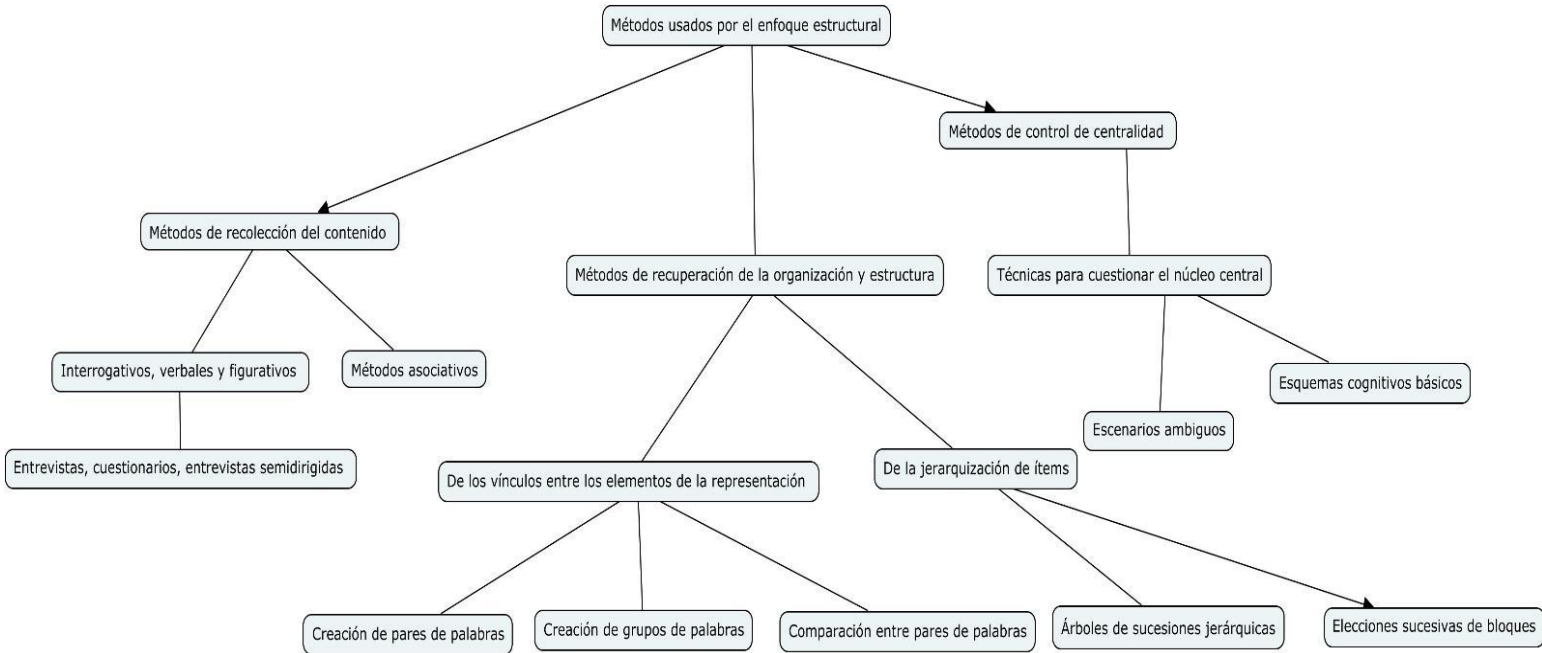 Métodos usados por el enfoque estructural
Métodos de control de centralidad
Métodos de recolección del contenido
Métodos de recuperación de la organización y estructura
Técnicas para cuestionar el núcleo central
Interrogativos, verbales y figurativos
Métodos asociativos
Esquemas cognitivos básicos
Escenarios ambiguos
Entrevistas, cuestionarios, entrevistas semidirigidas
De los vínculos entre los elementos de la representación
De la jerarquización de ítems
Creación de pares de palabras
Creación de grupos de palabras
Comparación entre pares de palabras
Árboles de sucesiones jerárquicas
Elecciones sucesivas de bloques